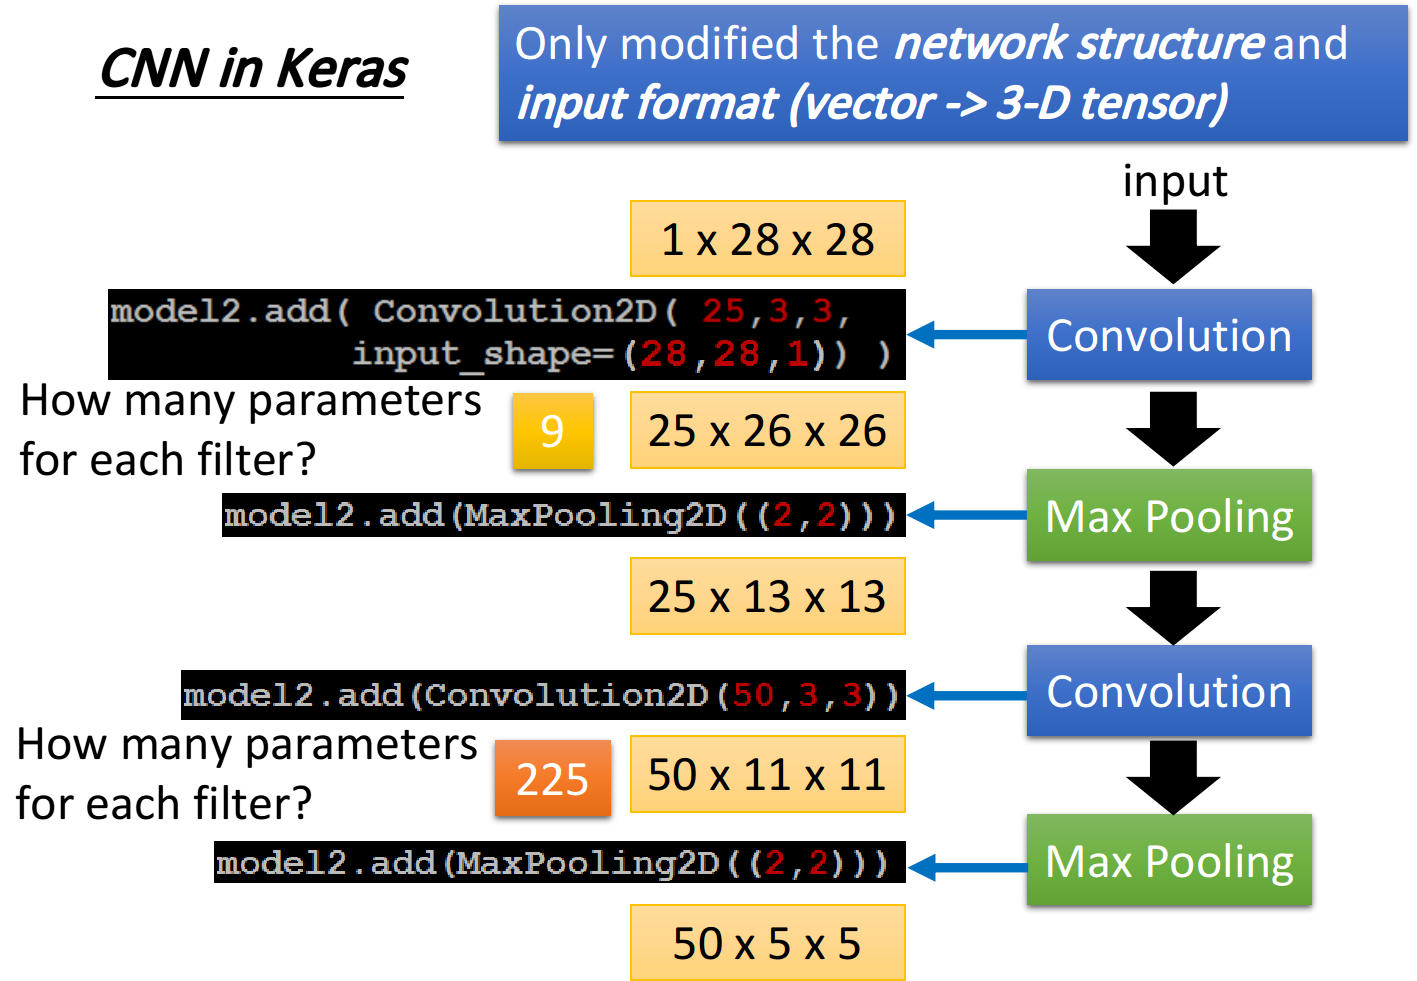 CNN in Keras
Only modified the network structure and
input format (vector -> 3-D tensor)
input
1 x 28 x 28
model2.add( Convolution2D( 25,3,3,
input_shape=(28,28,1)) )
Convolution
How many parameters
for each filter?
9
25 x 26 x 26
model2.add(MaxPooling2D((2,2)))
Max Pooling
25 x 13 x 13
model2.add(Convolution2D(50,3,3))
Convolution
How many parameters
for each filter?
225
50 x 11 x 11
model2.add(MaxPooling2D((2,2)))
Max Pooling
50 x 5 x 5